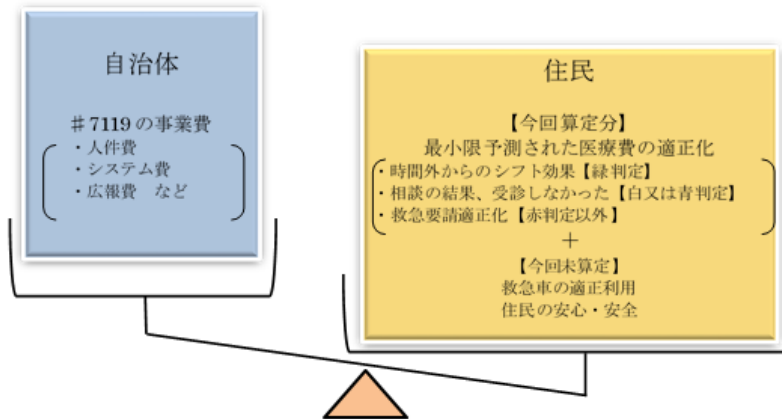 自治体
＃7119の事業費
・人件費
・システム費
・広報費　など
住民
【今回算定分】
最小限予測された医療費の適正化
・時間外からのシフト効果【緑判定】
・相談の結果、受診しなかった【白又は青判定】
・救急要請適正化【赤判定以外】
＋
【今回未算定】
救急車の適正利用
住民の安心・安全